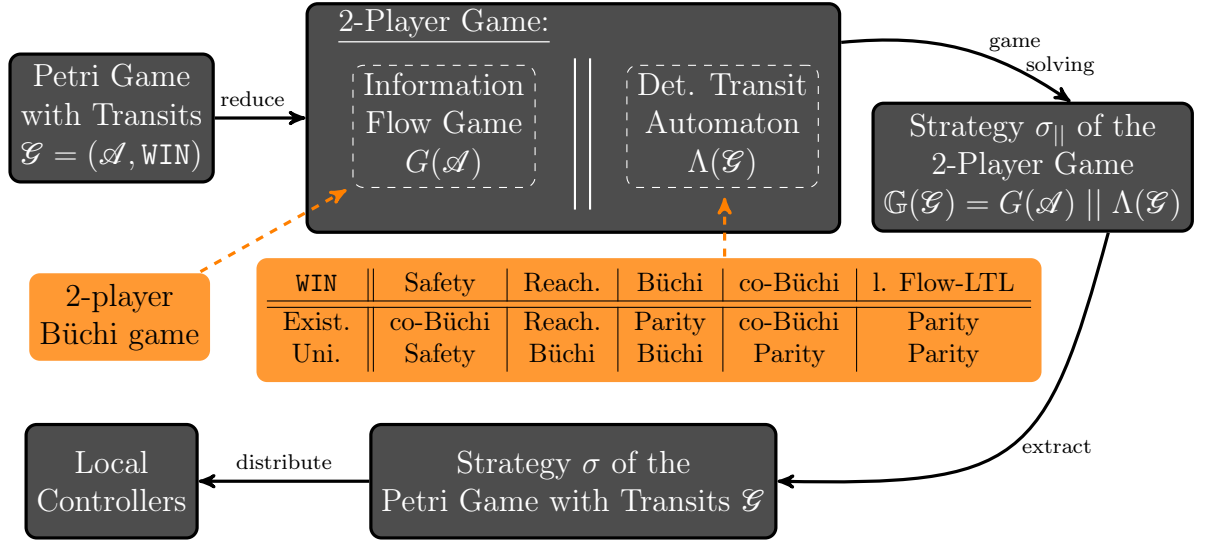 Petri Game
with Transits
𝒢 = (𝒜, WIN)
reduce
2-Player Game:
Information
Flow Game
G(𝒜)
||
Det. Transit
Automaton
Λ(𝒢)
game
solving
Strategy σ|| of the
2-Player Game
𝔾(𝒢) = G(𝒜) || Λ(𝒢)
2-player
Büchi game
WIN Safety Reach. Büchi co-Büchi l. Flow-LTL
Exist. co-Büchi Reach. Parity co-Büchi Parity
Uni. Safety Büchi Büchi Parity Parity
extract
Strategy σ of the
Petri Game with Transits 𝒢
distribute
Local
Controllers